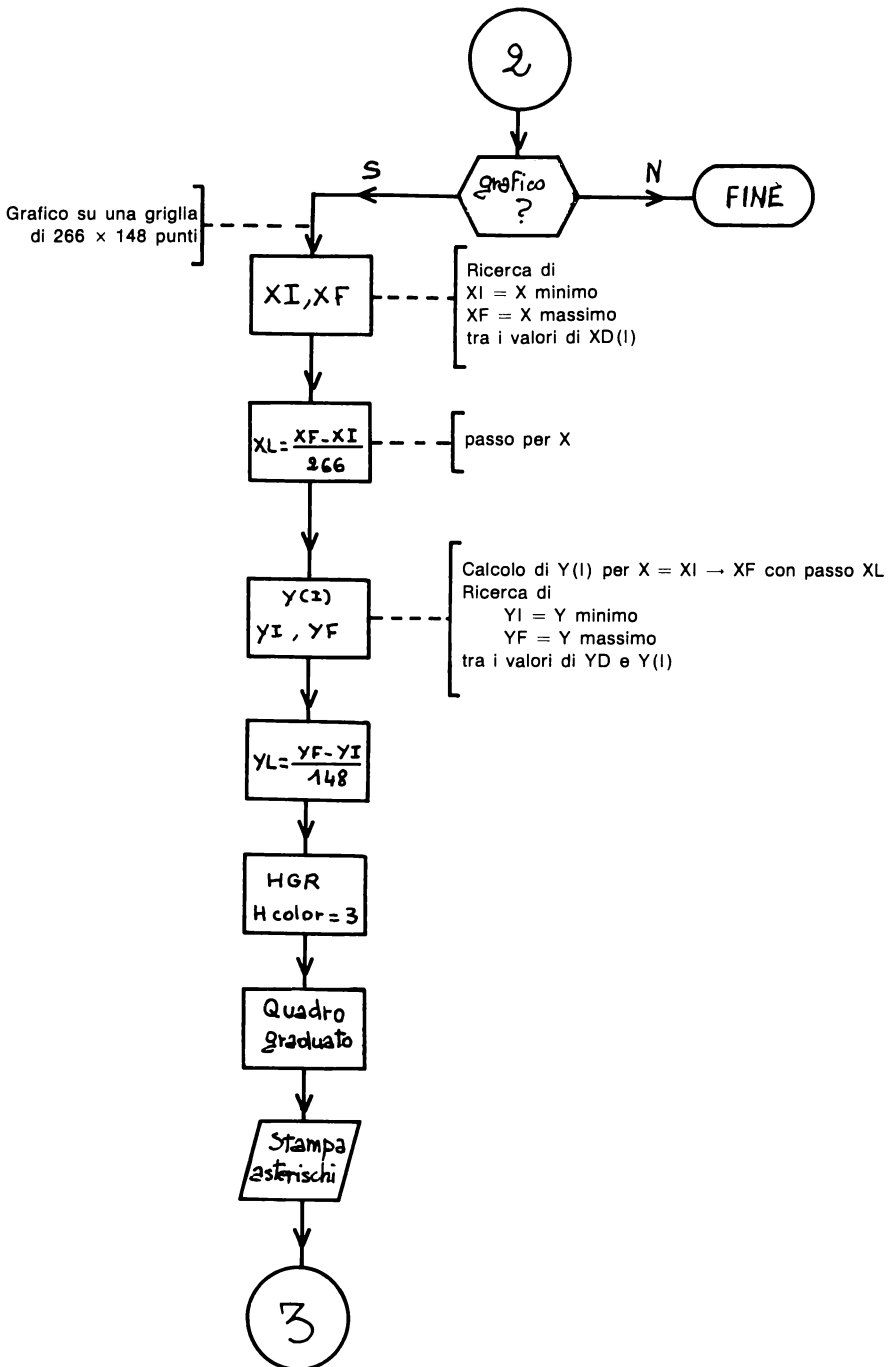 2
grafico
?
S
N
FINE
Grafico su una griglia
di 266 × 148 punti
XI, XF
Ricerca di
XI = X minimo
XF = X massimo
tra i valori di XD(I)
XL = XF - XI / 266
passo per X
Y(I)
YI, YF
Calcolo di Y(I) per X = XI → XF con passo XL
Ricerca di
YI = Y minimo
YF = Y massimo
tra i valori di YD e Y(I)
YL = YF - YI / 148
HGR
H color = 3
Quadro
graduato
Stampa
asterischi
3